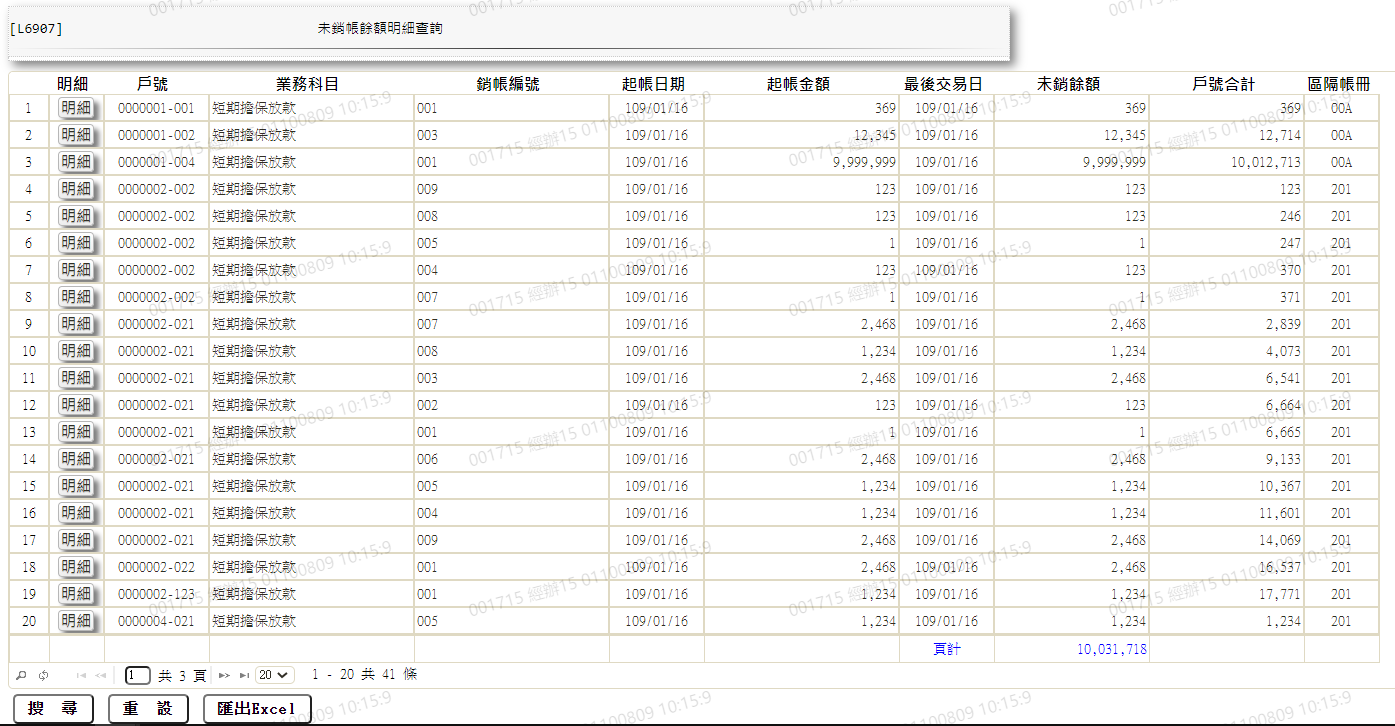 [L6907] 未銷帳餘額明細查詢
明細 戶號 業務科目 銷帳編號 起帳日期 起帳金額 最後交易日 未銷餘額 戶號合計 區隔帳冊
1 明細 0000001-001 短期擔保放款 001 109/01/16 369 109/01/16 369 369 00A
2 明細 0000001-002 短期擔保放款 003 109/01/16 12,345 109/01/16 12,345 12,714 00A
3 明細 0000001-004 短期擔保放款 001 109/01/16 9,999,999 109/01/16 9,999,999 10,012,713 00A
4 明細 0000002-002 短期擔保放款 009 109/01/16 123 109/01/16 123 123 201
5 明細 0000002-002 短期擔保放款 008 109/01/16 123 109/01/16 123 246 201
6 明細 0000002-002 短期擔保放款 005 109/01/16 1 109/01/16 1 247 201
7 明細 0000002-002 短期擔保放款 004 109/01/16 123 109/01/16 123 370 201
8 明細 0000002-002 短期擔保放款 007 109/01/16 1 109/01/16 1 371 201
9 明細 0000002-021 短期擔保放款 007 109/01/16 2,468 109/01/16 2,468 2,839 201
10 明細 0000002-021 短期擔保放款 008 109/01/16 1,234 109/01/16 1,234 4,073 201
11 明細 0000002-021 短期擔保放款 003 109/01/16 2,468 109/01/16 2,468 6,541 201
12 明細 0000002-021 短期擔保放款 002 109/01/16 123 109/01/16 123 6,664 201
13 明細 0000002-021 短期擔保放款 001 109/01/16 1 109/01/16 1 6,665 201
14 明細 0000002-021 短期擔保放款 006 109/01/16 2,468 109/01/16 2,468 9,133 201
15 明細 0000002-021 短期擔保放款 005 109/01/16 1,234 109/01/16 1,234 10,367 201
16 明細 0000002-021 短期擔保放款 004 109/01/16 1,234 109/01/16 1,234 11,601 201
17 明細 0000002-021 短期擔保放款 009 109/01/16 2,468 109/01/16 2,468 14,069 201
18 明細 0000002-022 短期擔保放款 001 109/01/16 2,468 109/01/16 2,468 16,537 201
19 明細 0000002-123 短期擔保放款 001 109/01/16 1,234 109/01/16 1,234 17,771 201
20 明細 0000004-021 短期擔保放款 005 109/01/16 1,234 109/01/16 1,234 1,234 201
頁計 10,031,718
1 共 3 頁 20 1 - 20 共 41 條
搜 尋 重 設 匯出Excel
001715 經辦15 01100809 10:15:9